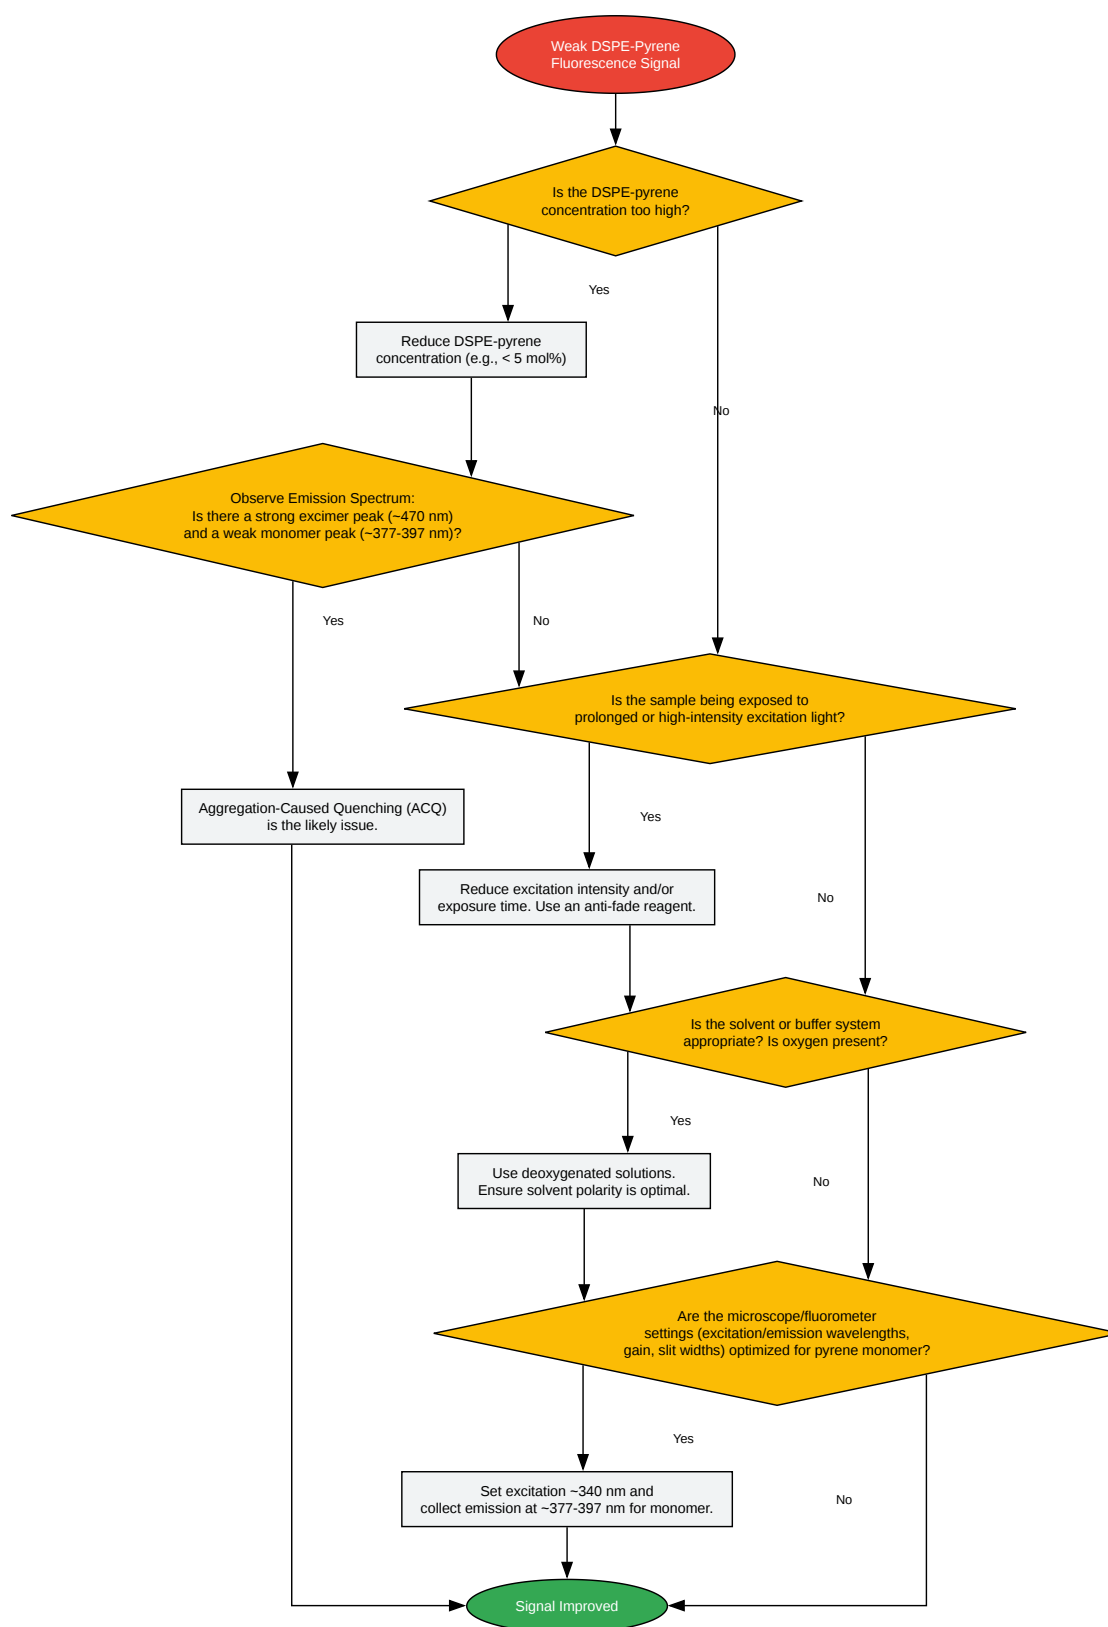 Weak DSPE-Pyrene
Fluorescence Signal
Is the DSPE-pyrene
concentration too high?
Yes
Reduce DSPE-pyrene
concentration (e.g., < 5 mol%)
No
Observe Emission Spectrum:
Is there a strong excimer peak (~470 nm)
and a weak monomer peak (~377-397 nm)?
Yes
No
Is the sample being exposed to
prolonged or high-intensity excitation light?
Aggregation-Caused Quenching (ACQ)
is the likely issue.
Yes
Reduce excitation intensity and/or
exposure time. Use an anti-fade reagent.
No
Is the solvent or buffer system
appropriate? Is oxygen present?
Yes
Use deoxygenated solutions.
Ensure solvent polarity is optimal.
No
Are the microscope/fluorometer
settings (excitation/emission wavelengths,
gain, slit widths) optimized for pyrene monomer?
Yes
Set excitation ~340 nm and
collect emission at ~377-397 nm for monomer.
No
Signal Improved